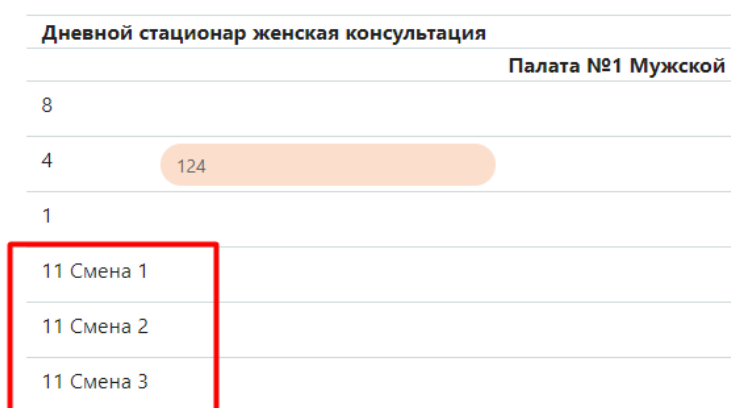 Дневной стационар женская консультация
Палата №1 Мужской
8
4
124
1
11 Смена 1
11 Смена 2
11 Смена 3